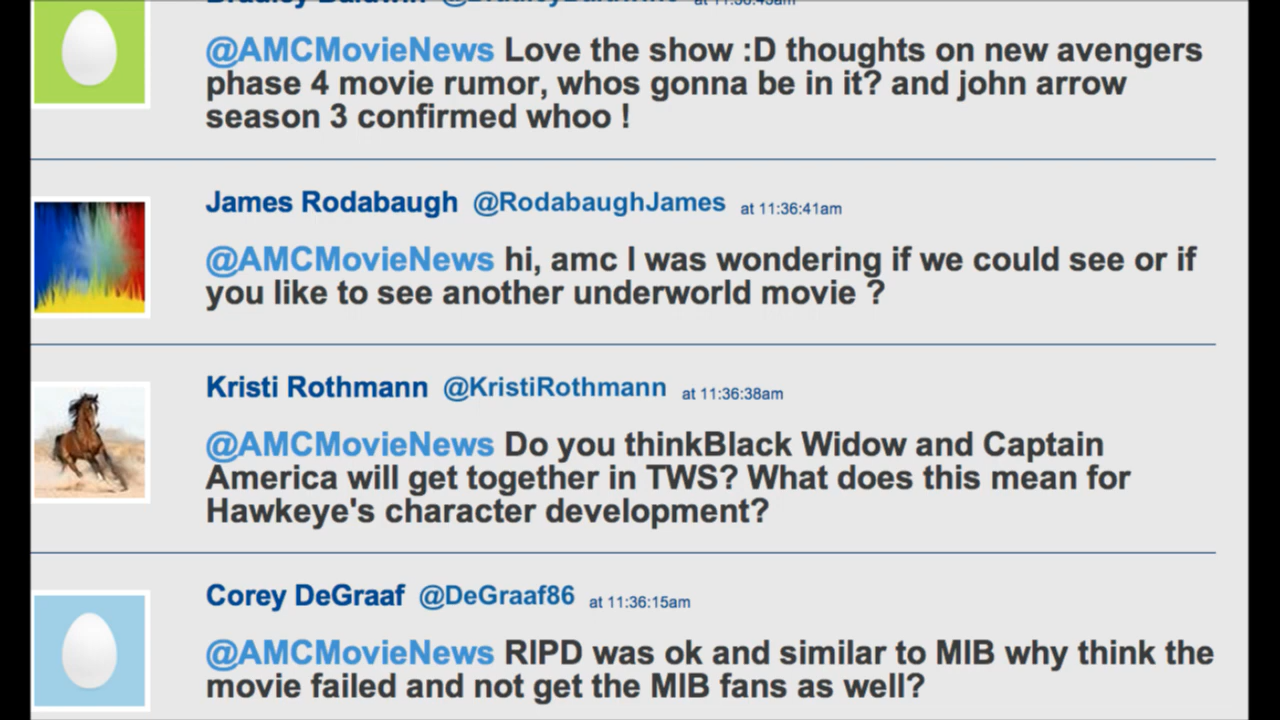 Bradley Baldwin
@AMCMovieNews Love the show :D thoughts on new avengers
phase 4 movie rumor, whos gonna be in it? and john arrow
season 3 confirmed whoo !
James Rodabaugh @RodabaughJames at 11:36:41am
@AMCMovieNews hi, amc I was wondering if we could see or if
you like to see another underworld movie ?
Kristi Rothmann @KristiRothmann at 11:36:38am
@AMCMovieNews Do you thinkBlack Widow and Captain
America will get together in TWS? What does this mean for
Hawkeye's character development?
Corey DeGraaf @DeGraaf86 at 11:36:15am
@AMCMovieNews RIPD was ok and similar to MIB why think the
movie failed and not get the MIB fans as well?